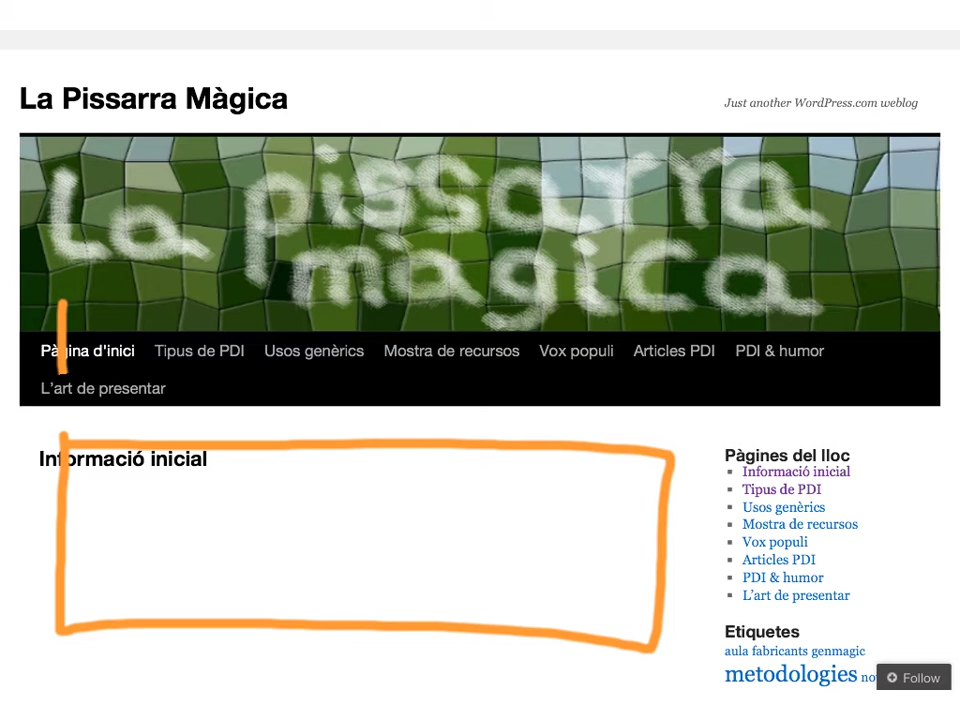 La Pissarra Màgica
Just another WordPress.com weblog
La pissarra
magica
Pàgina d'inici Tipus de PDI Usos genèrics Mostra de recursos Vox populi Articles PDI PDI & humor
L'art de presentar
Informació inicial
Pàgines del lloc
Informació inicial
Tipus de PDI
Usos genèrics
Mostra de recursos
Vox populi
Articles PDI
PDI & humor
L'art de presentar
Etiquetes
aula fabricants genmagic
metodologies
Follow